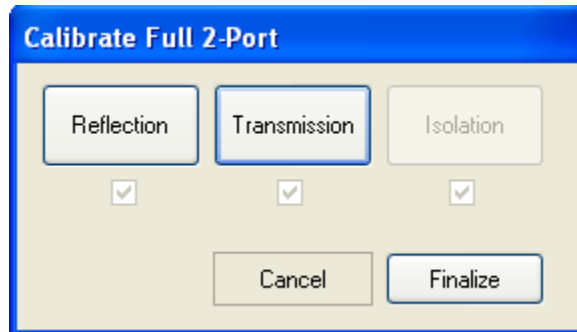 Calibrate Full 2-Port
Reflection
Transmission
Isolation
Cancel
Finalize